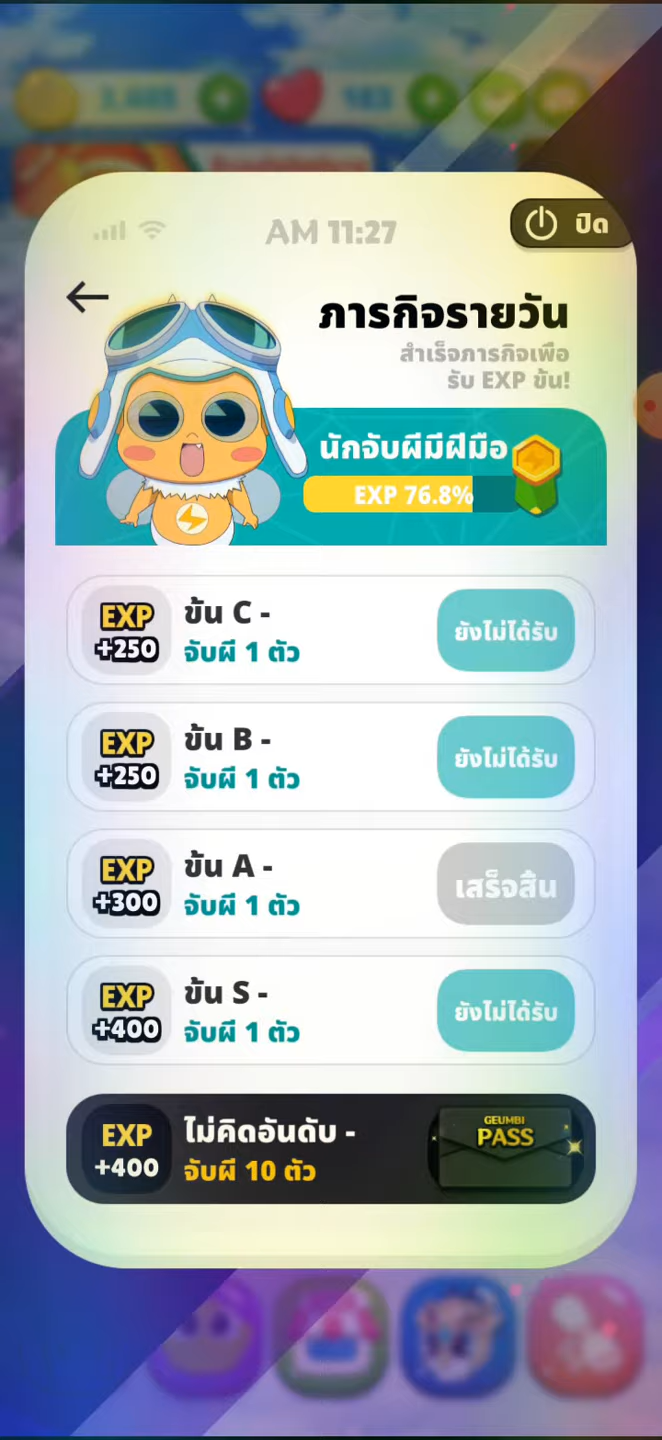 AM 11:27
ปิด
ภารกิจรายวัน
สำเร็จภารกิจเพื่อ
รับ EXP ขั้น!
นักจับผีมีฝีมือ
EXP 76.8%
EXP
+250
ขั้น C -
จับผี 1 ตัว
ยังไม่ได้รับ
EXP
+250
ขั้น B -
จับผี 1 ตัว
ยังไม่ได้รับ
EXP
+300
ขั้น A -
จับผี 1 ตัว
เสร็จสิ้น
EXP
+400
ขั้น S -
จับผี 1 ตัว
ยังไม่ได้รับ
EXP
+400
ไม่คิดอันดับ -
จับผี 10 ตัว
GEUMBI
PASS